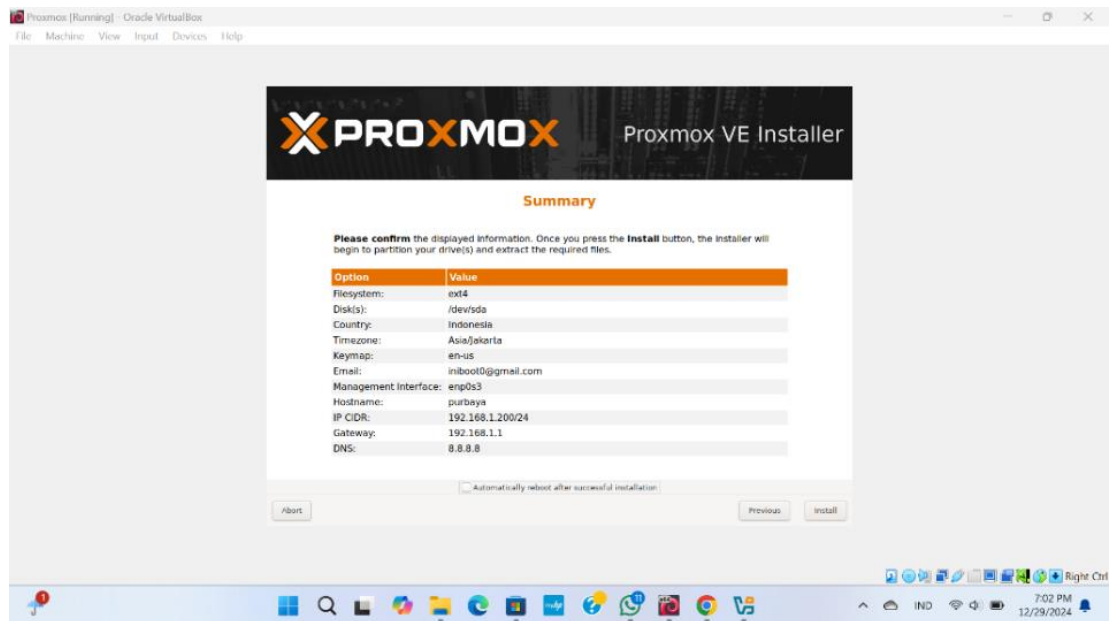 Proxmox [Running] - Oracle VirtualBox
File Machine View Input Devices Help
PROXMOX Proxmox VE Installer
Summary
Please confirm the displayed information. Once you press the Install button, the installer will
begin to partition your drive(s) and extract the required files.
Option Value
Filesystem: ext4
Disk(s): /dev/sda
Country: Indonesia
Timezone: Asia/Jakarta
Keymap: en-us
Email: iniboot0@gmail.com
Management Interface: enp0s3
Hostname: purbaya
IP CIDR: 192.168.1.200/24
Gateway: 192.168.1.1
DNS: 8.8.8.8
Automatically reboot after successful installation
Abort Previous Install
Right Ctrl
1 11 IND 7:02 PM
12/29/2024